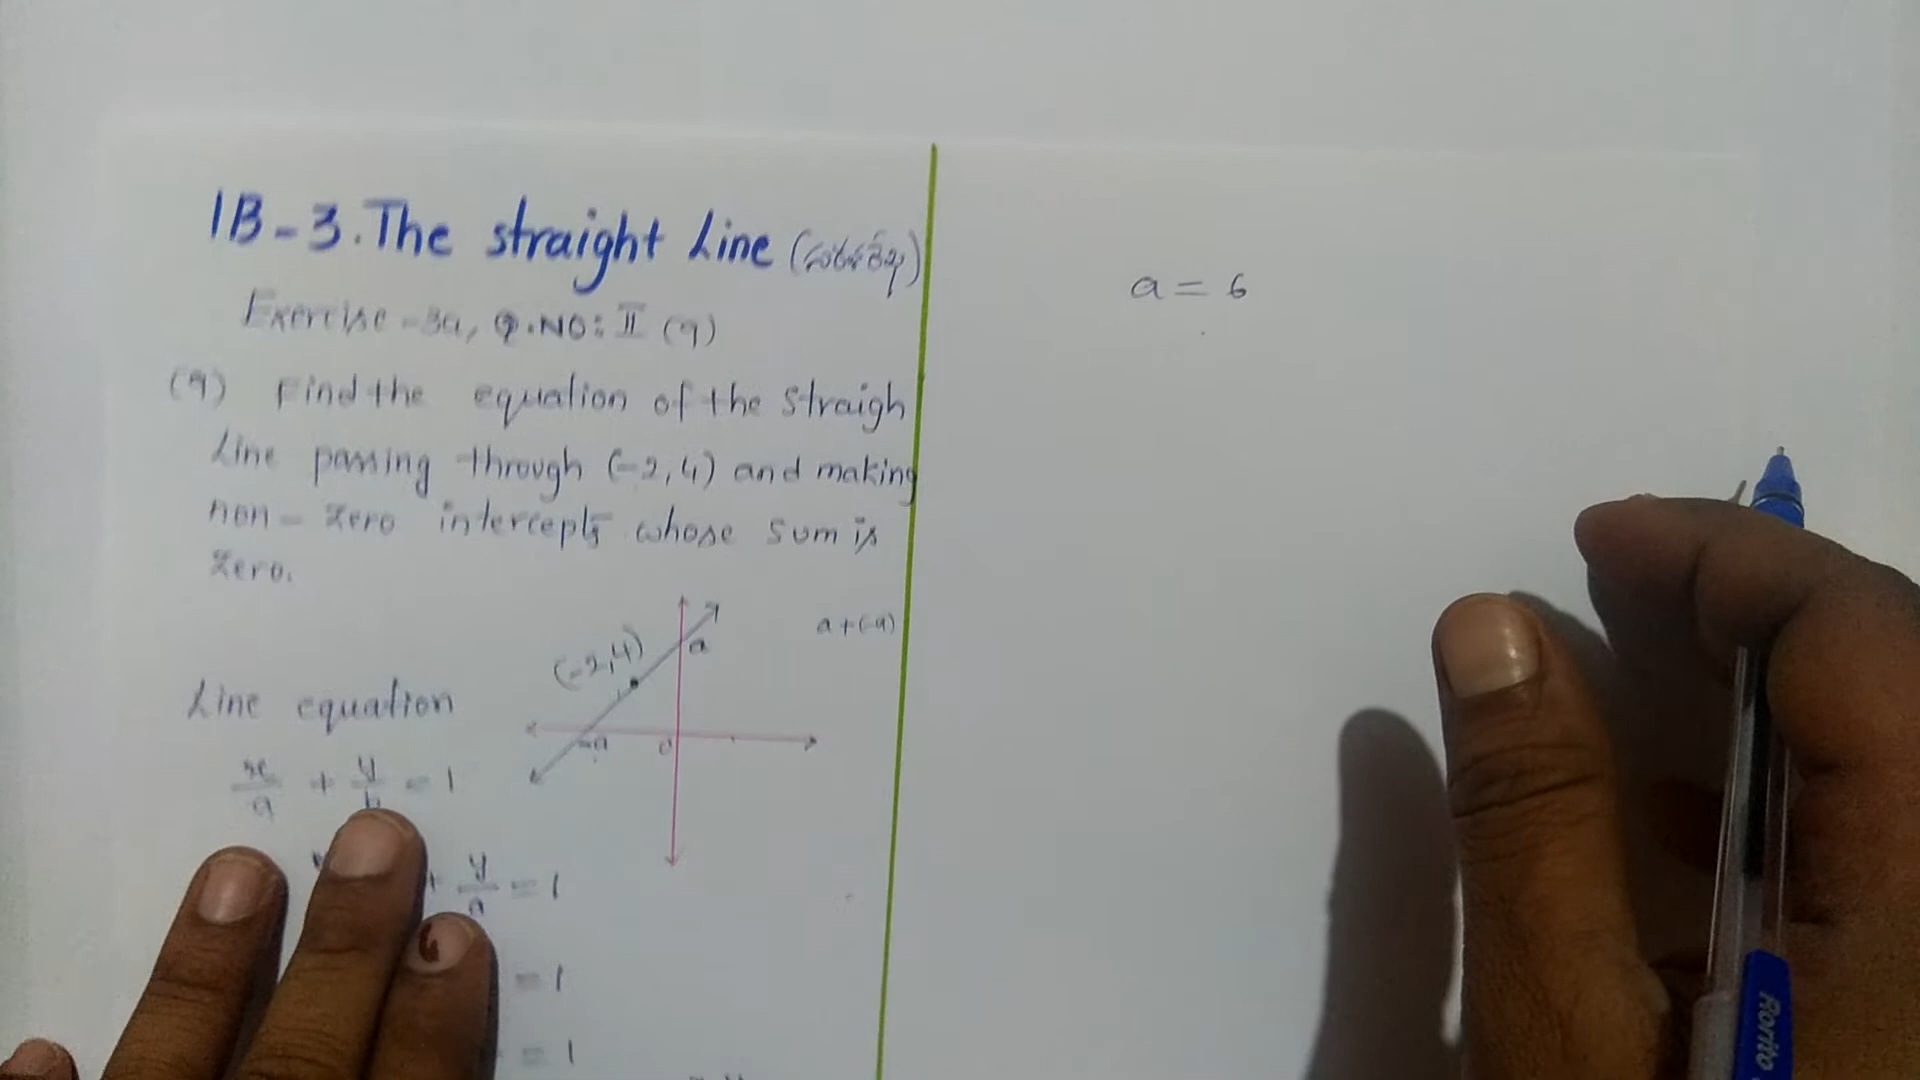 1B-3. The straight Line
Exercise-3a, Q.NO: II (9)
(9) Find the equation of the straigh
Line passing through (-2,4) and making
non-zero intercepts whose sum is
zero.
(-2,4)
a
a+(-a)
-a
0
Line equation
x/a + y/b = 1
+ y/a = 1
= 1
= 1
a = 6
Rorito